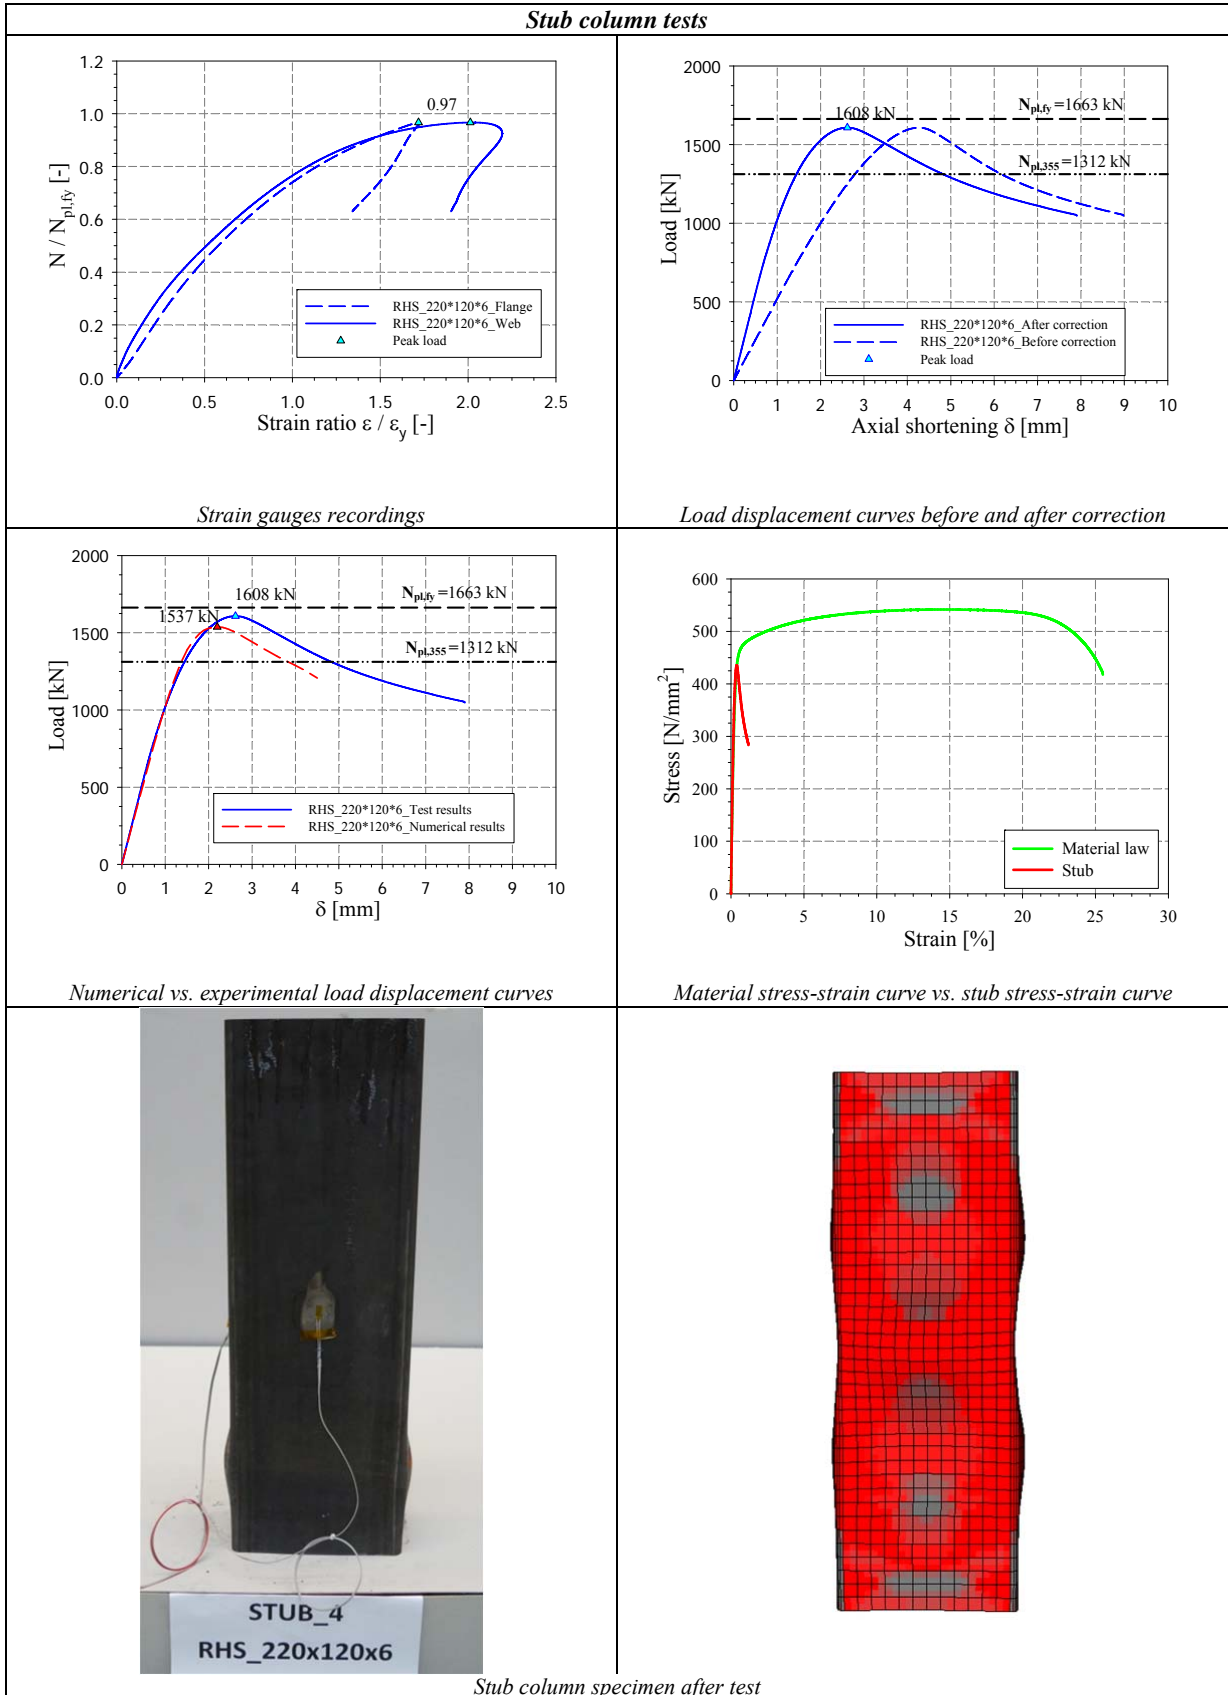 Stub column tests
1.2
1.0
0.8
0.6
0.4
0.2
0.0
N / Npl,fy [-]
0.97
RHS_220*120*6_Flange
RHS_220*120*6_Web
Peak load
0.0 0.5 1.0 1.5 2.0 2.5
Strain ratio ε / εy [-]
Strain gauges recordings
2000
1500
1000
500
0
Load [kN]
1608 kN
Npl,fy =1663 kN
Npl,355 =1312 kN
RHS_220*120*6_After correction
RHS_220*120*6_Before correction
Peak load
0 1 2 3 4 5 6 7 8 9 10
Axial shortening δ [mm]
Load displacement curves before and after correction
2000
1500
1000
500
0
Load [kN]
1608 kN
1537 kN
Npl,fy =1663 kN
Npl,355 =1312 kN
RHS_220*120*6_Test results
RHS_220*120*6_Numerical results
0 1 2 3 4 5 6 7 8 9 10
δ [mm]
Numerical vs. experimental load displacement curves
600
500
400
300
200
100
0
Stress [N/mm²]
Material law
Stub
0 5 10 15 20 25 30
Strain [%]
Material stress-strain curve vs. stub stress-strain curve
STUB_4
RHS_220x120x6
Stub column specimen after test